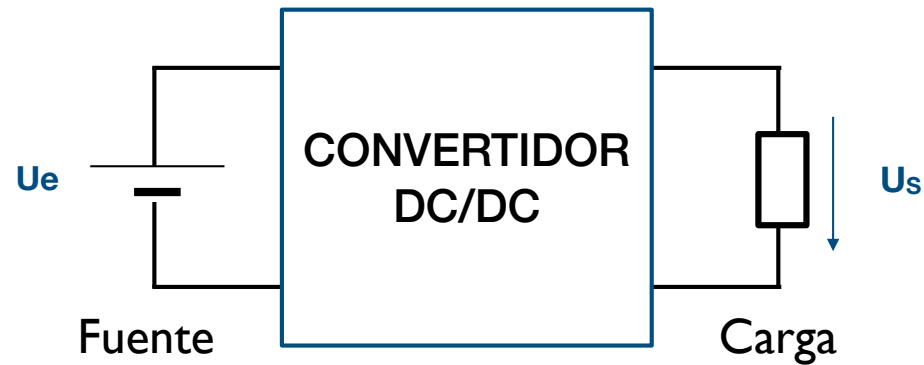 CONVERTIDOR
DC/DC
Ue
Us
Fuente
Carga